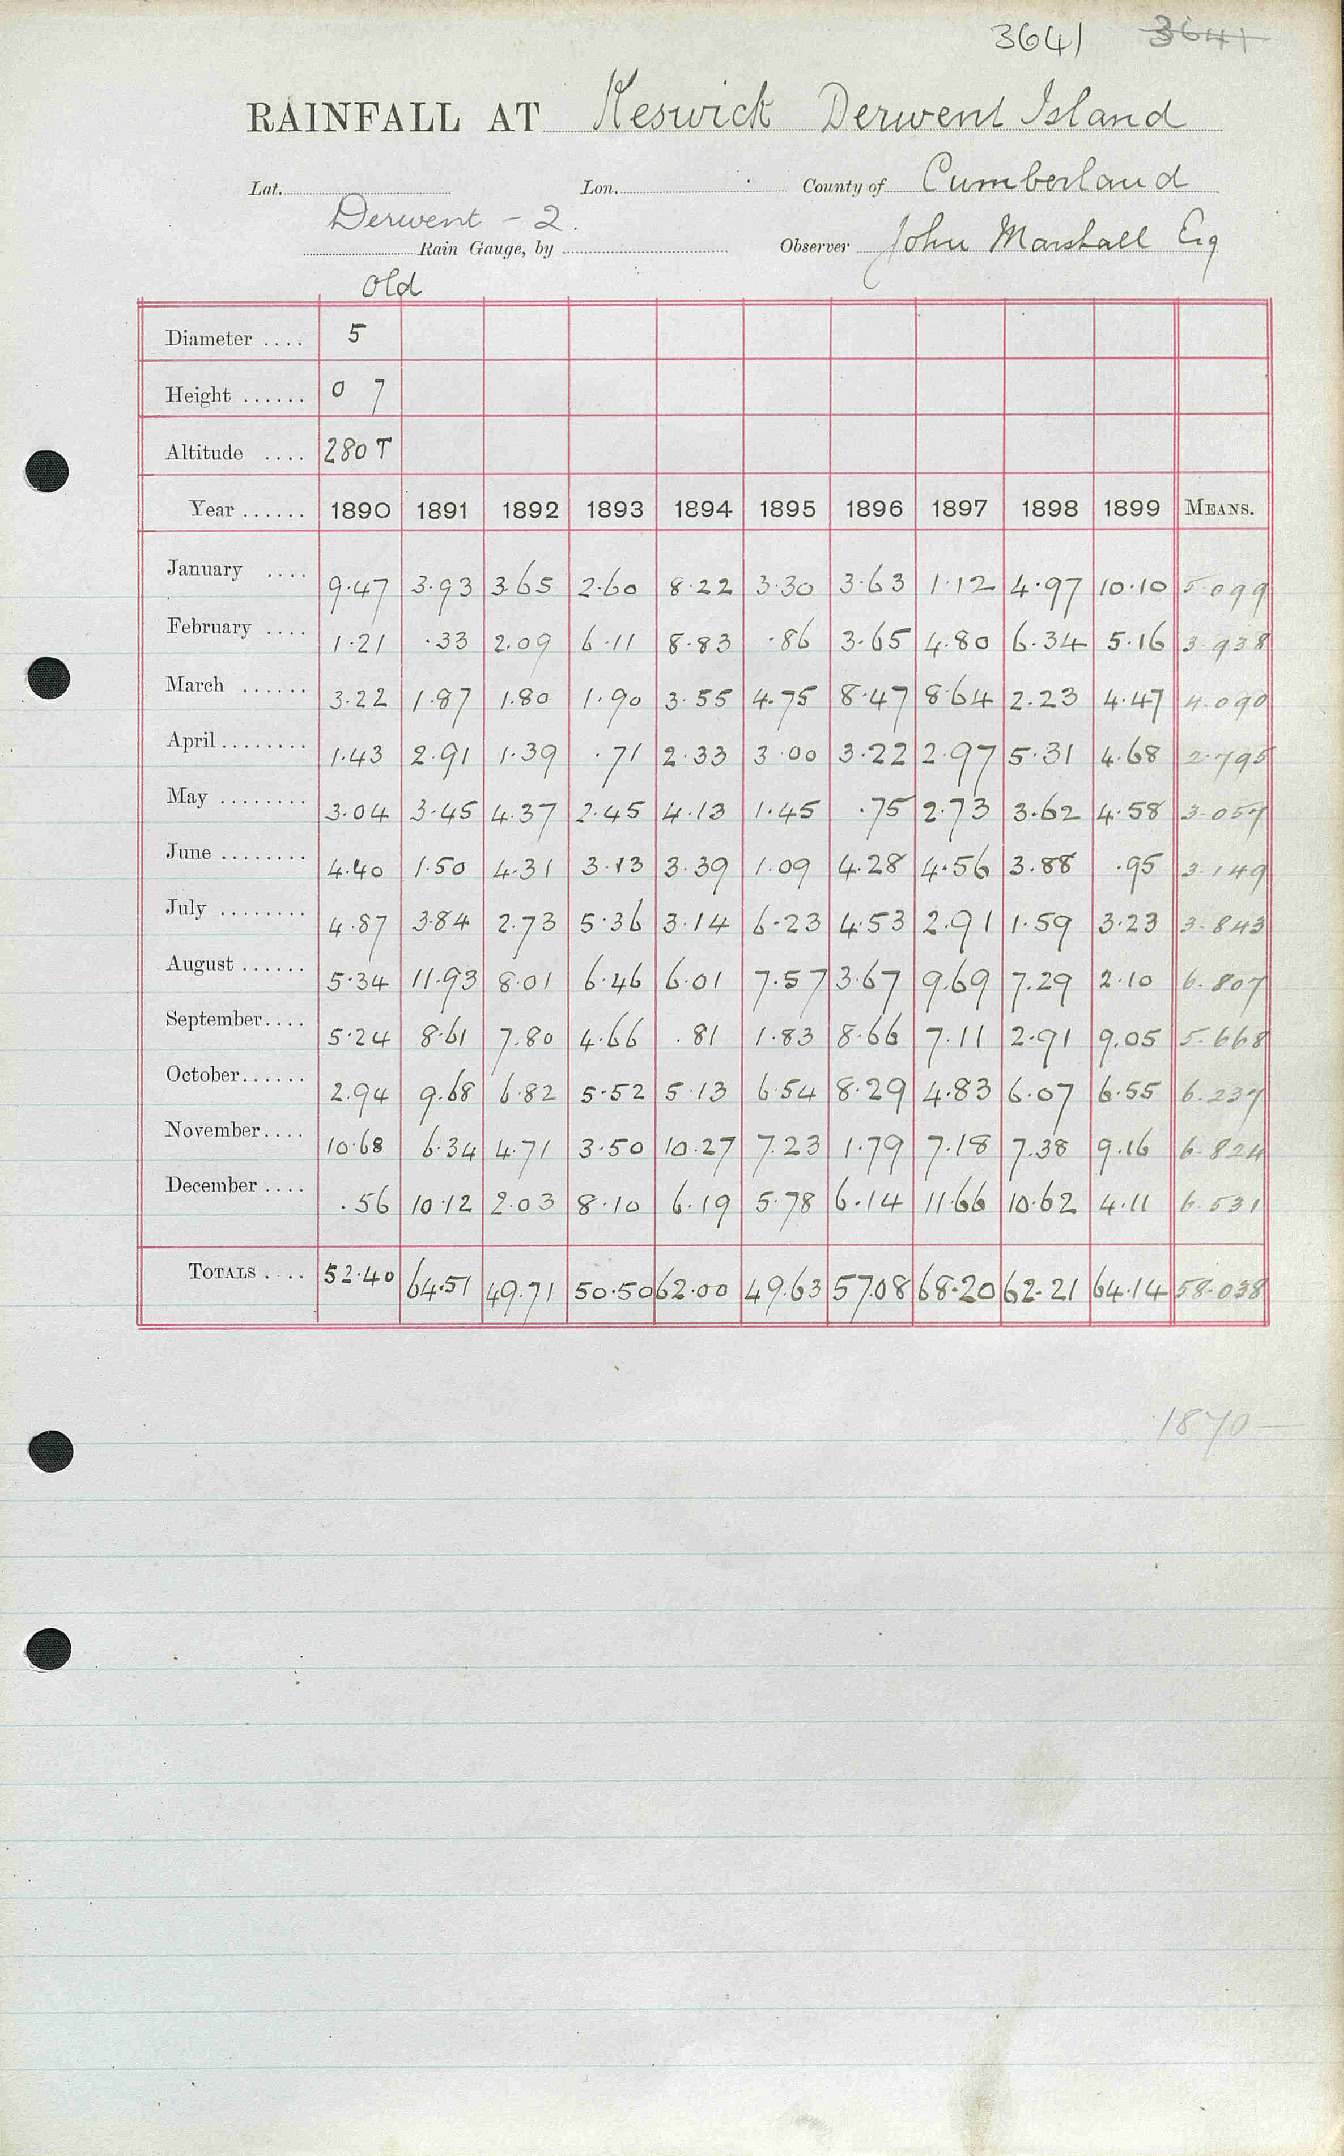 3641 3641
RAINFALL AT Keswick Derwent Island
Lat. Lon. County of Cumberland
Derwent - 2.
Rain Gauge, by Observer John Marshall Esq
Old
Diameter .... 5
Height ...... 0 7
Altitude .... 280 T
Year ...... 1890 1891 1892 1893 1894 1895 1896 1897 1898 1899 MEANS.
January .... 9.47 3.93 3.65 2.60 8.22 3.30 3.63 1.12 4.97 10.10 5.099
February .... 1.21 .33 2.09 6.11 8.83 .86 3.65 4.80 6.34 5.16 3.938
March ...... 3.22 1.87 1.80 1.90 3.55 4.75 8.47 8.64 2.23 4.47 4.090
April ........ 1.43 2.91 1.39 .71 2.33 3.00 3.22 2.97 5.31 4.68 2.795
May ........ 3.04 3.45 4.37 2.45 4.13 1.45 .75 2.73 3.62 4.58 3.057
June ........ 4.40 1.50 4.31 3.13 3.39 1.09 4.28 4.56 3.88 .95 3.149
July ........ 4.87 3.84 2.73 5.36 3.14 6.23 4.53 2.91 1.59 3.23 3.843
August ...... 5.34 11.93 8.01 6.46 6.01 7.57 3.67 9.69 7.29 2.10 6.807
September.... 5.24 8.61 7.80 4.66 .81 1.83 8.66 7.11 2.91 9.05 5.668
October...... 2.94 9.68 6.82 5.52 5.13 6.54 8.29 4.83 6.07 6.55 6.237
November.... 10.68 6.34 4.71 3.50 10.27 7.23 1.79 7.18 7.38 9.16 6.824
December .... .56 10.12 2.03 8.10 6.19 5.78 6.14 11.66 10.62 4.11 6.531
TOTALS .... 52.40 64.51 49.71 50.50 62.00 49.63 57.08 68.20 62.21 64.14 58.038
1870—